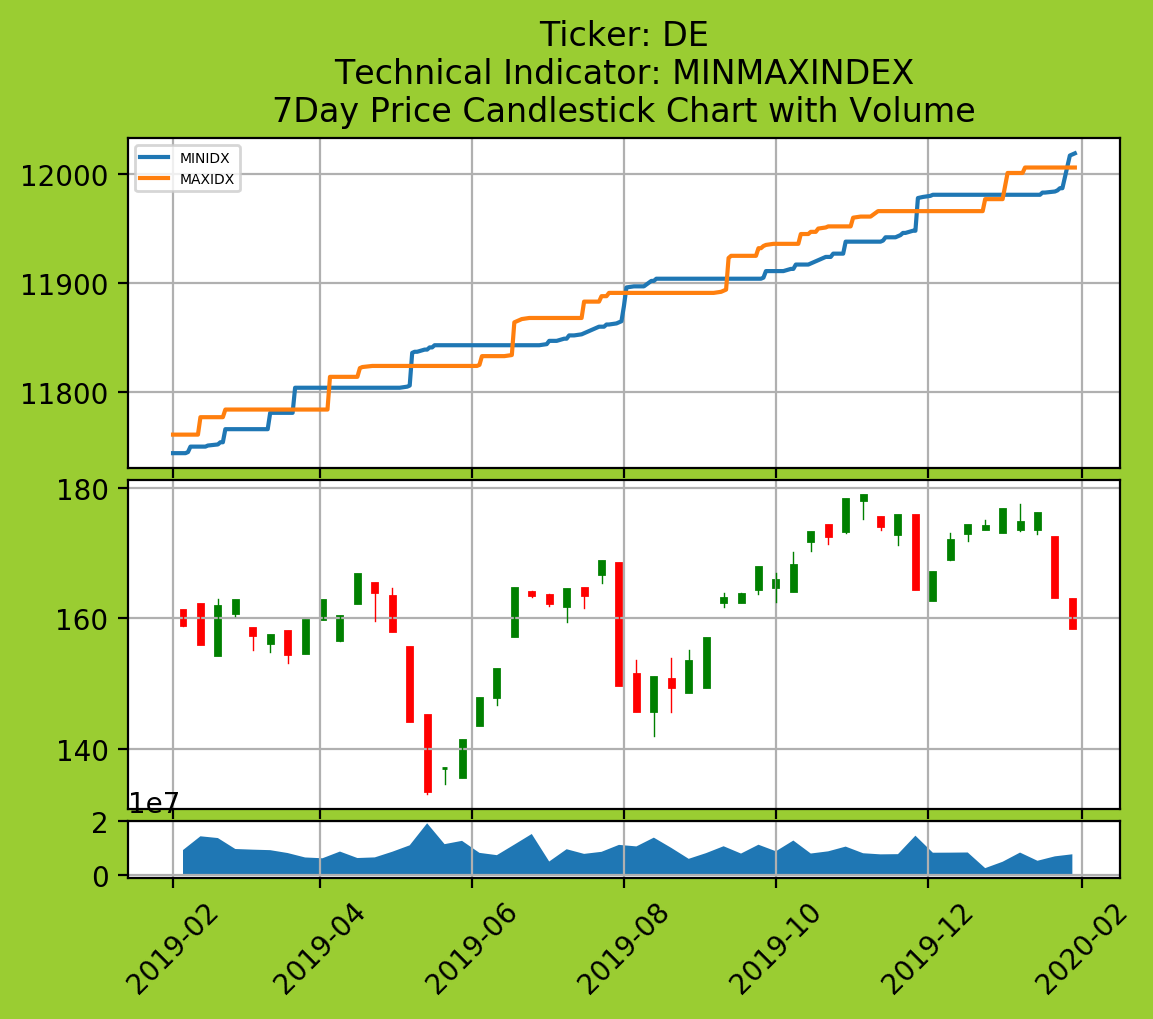 Ticker: DE
Technical Indicator: MINMAXINDEX
7Day Price Candlestick Chart with Volume
MINIDX
MAXIDX
12000
11900
11800
180
160
140
1e7
2
0
2019-02
2019-04
2019-06
2019-08
2019-10
2019-12
2020-02